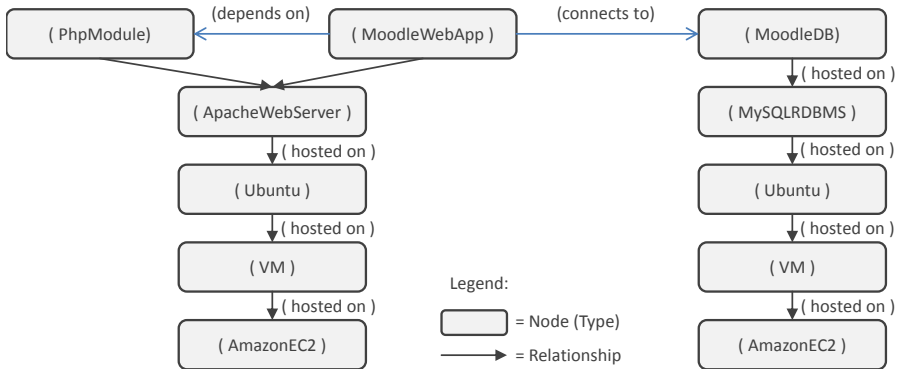 (depends on)
(connects to)
( PhpModule)
( MoodleWebApp )
( MoodleDB)
( hosted on )
( ApacheWebServer )
( MySQLRDBMS )
( hosted on )
( hosted on )
( Ubuntu )
( Ubuntu )
( hosted on )
( hosted on )
( VM )
( VM )
Legend:
( hosted on )
( hosted on )
= Node (Type)
( AmazonEC2 )
( AmazonEC2 )
= Relationship